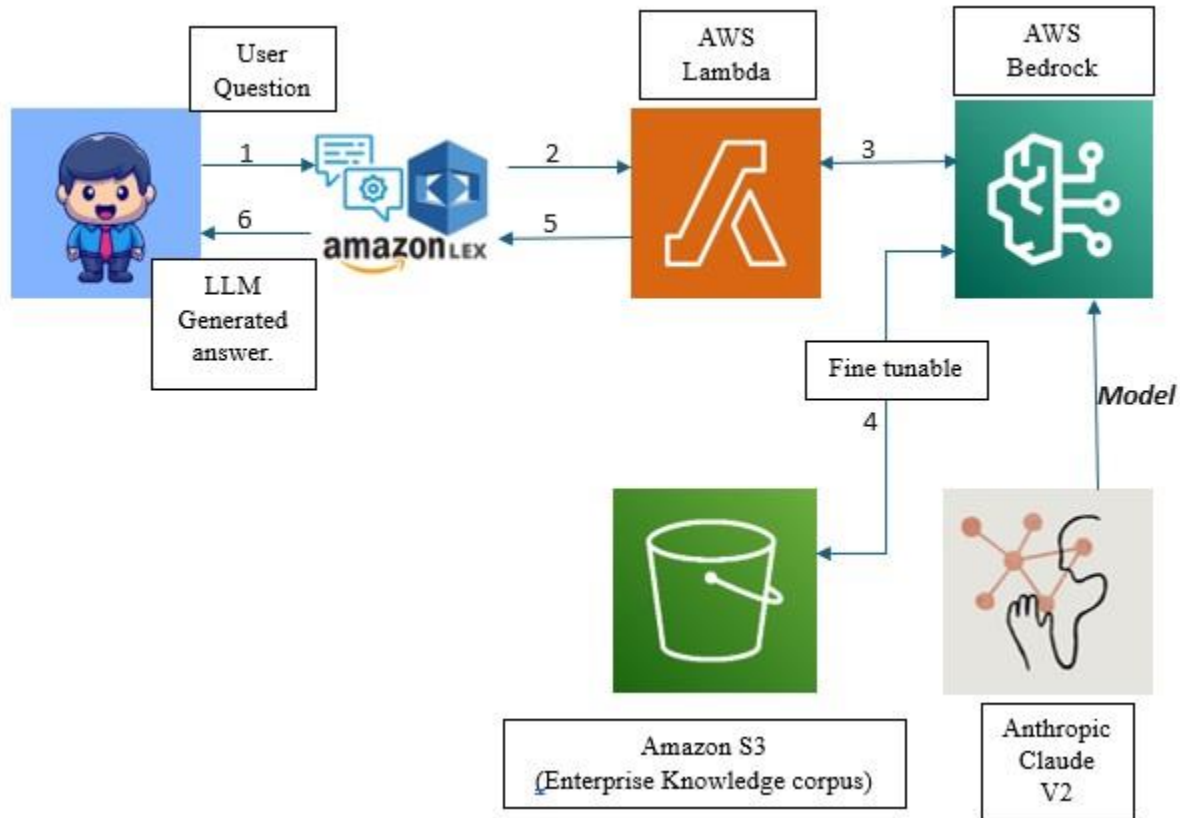 User
Question
AWS
Lambda
AWS
Bedrock
1
2
3
6
5
amazon LEX
LLM
Generated
answer.
Fine tunable
4
Model
Amazon S3
(Enterprise Knowledge corpus)
Anthropic
Claude
V2